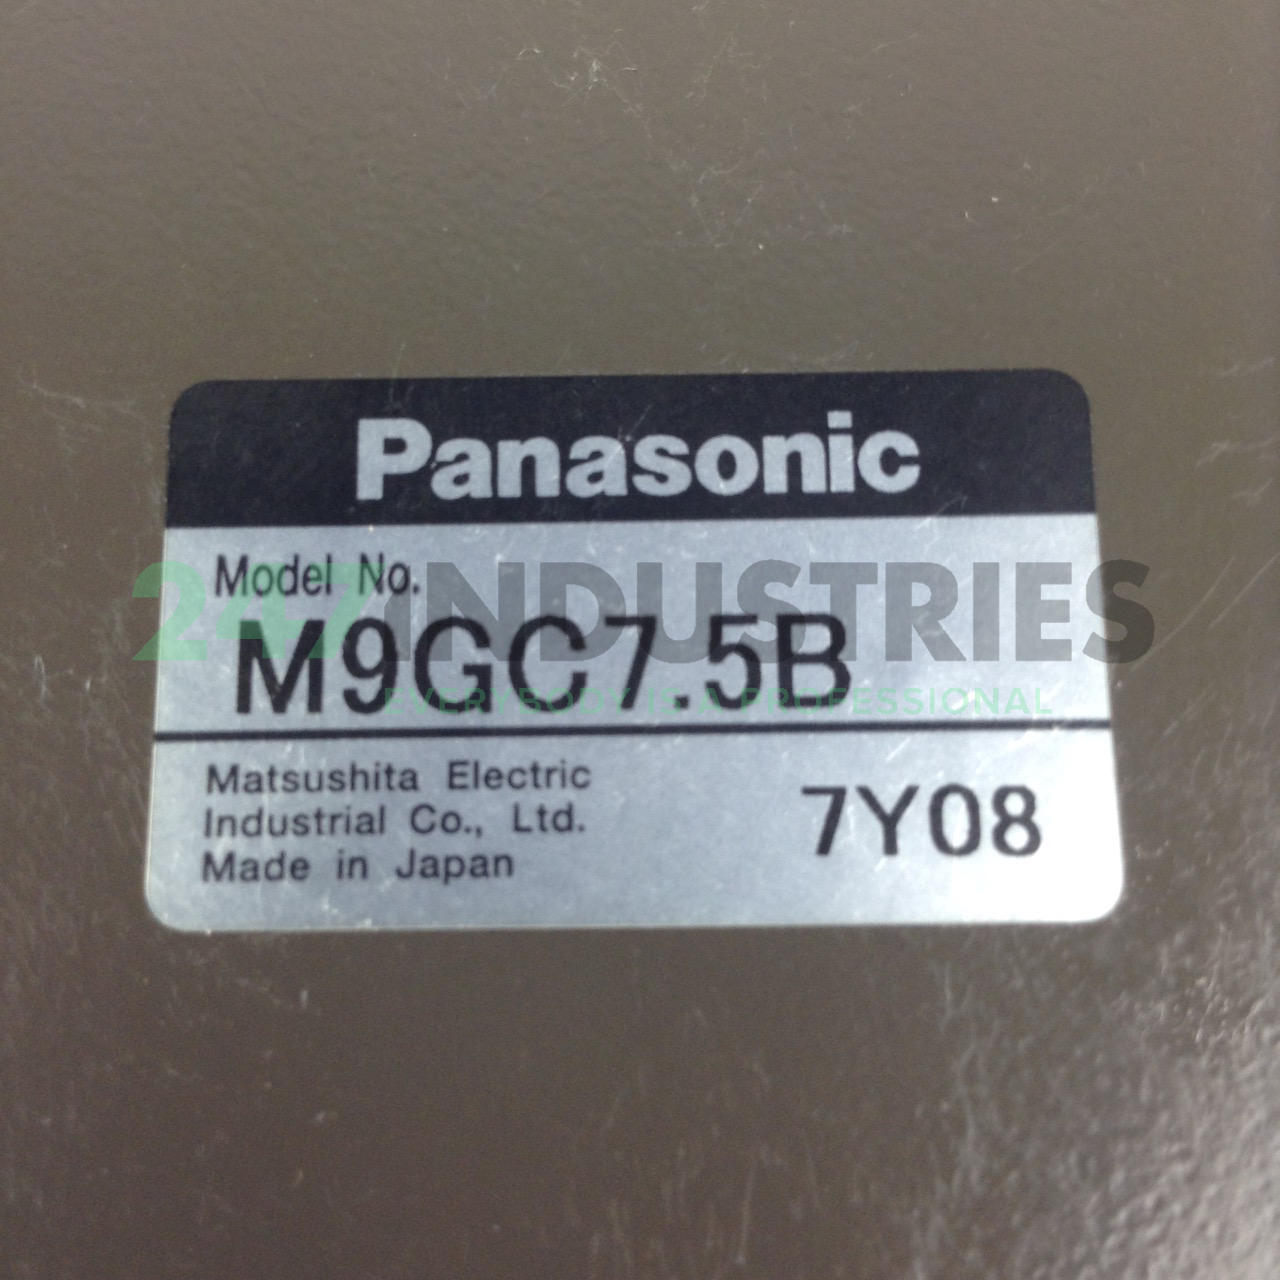 Panasonic
Model No.
247INDUSTRIES
M9GC7.5B
EVERYBODY IS A PROFESSIONAL
Matsushita Electric
Industrial Co., Ltd.
Made in Japan
7Y08